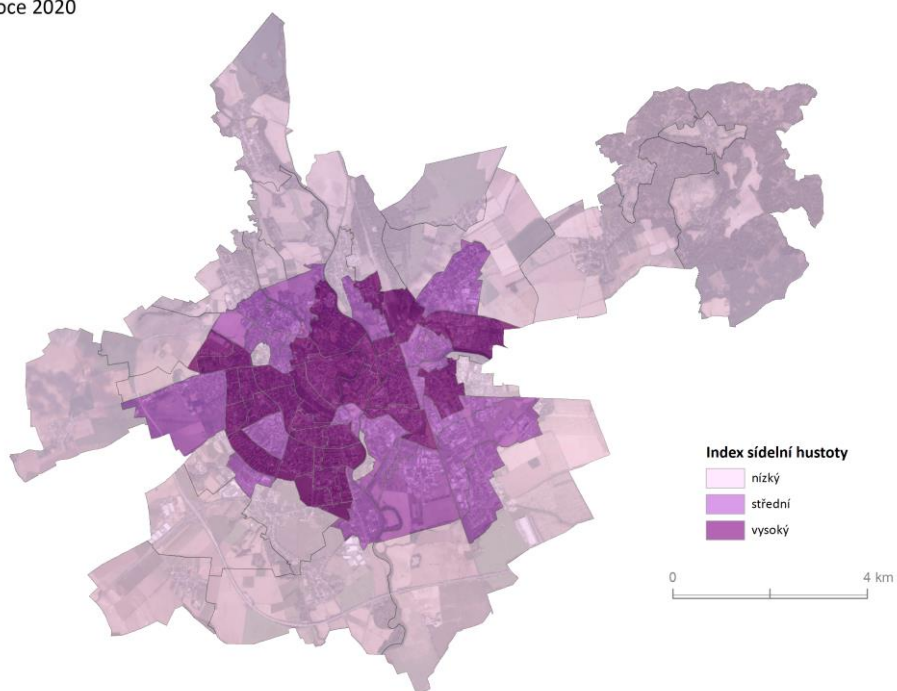 oce 2020
Index sídelní hustoty
nízký
střední
vysoký
0 4 km